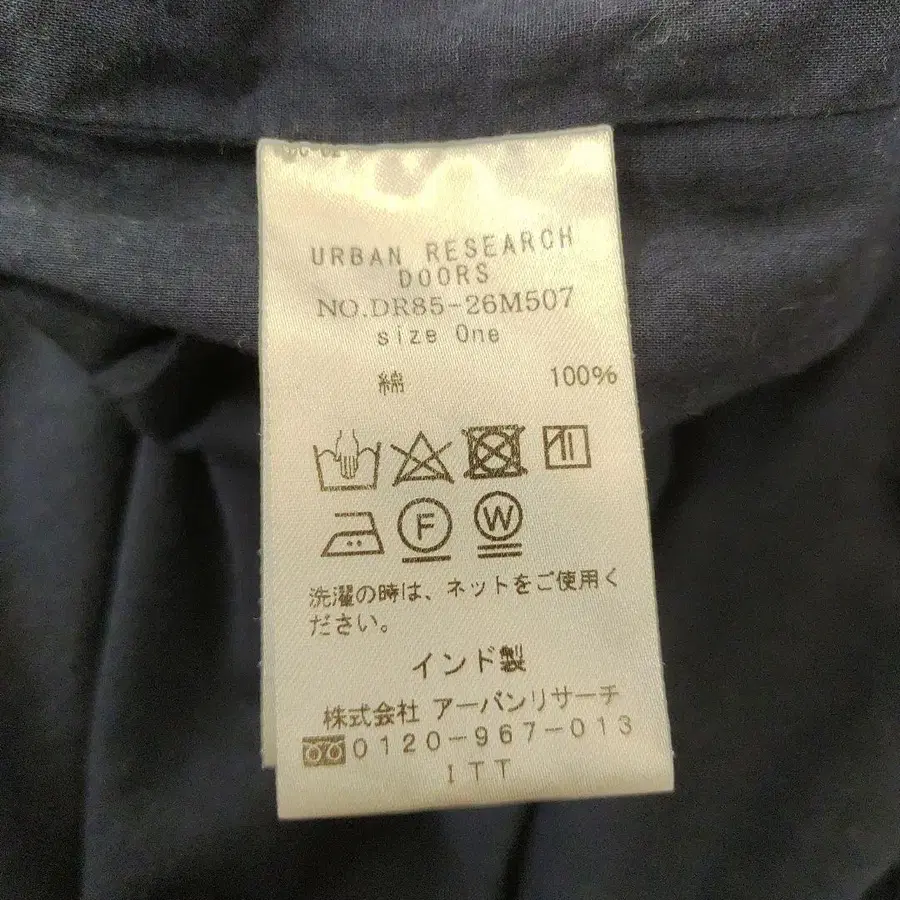 URBAN RESEARCH
DOORS
NO.DR85-26M507
size One
綿 100%
F W
洗濯の時は、ネットをご使用く
ださい。
インド製
株式会社 アーバンリサーチ
0120-967-013
ITT